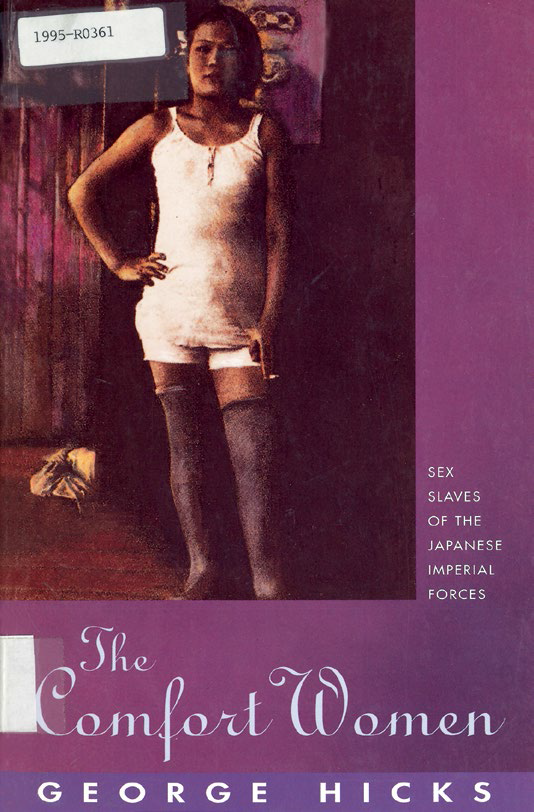 1995-R0361
SEX
SLAVES
OF THE
JAPANESE
IMPERIAL
FORCES
The
Comfort Women
GEORGE HICKS